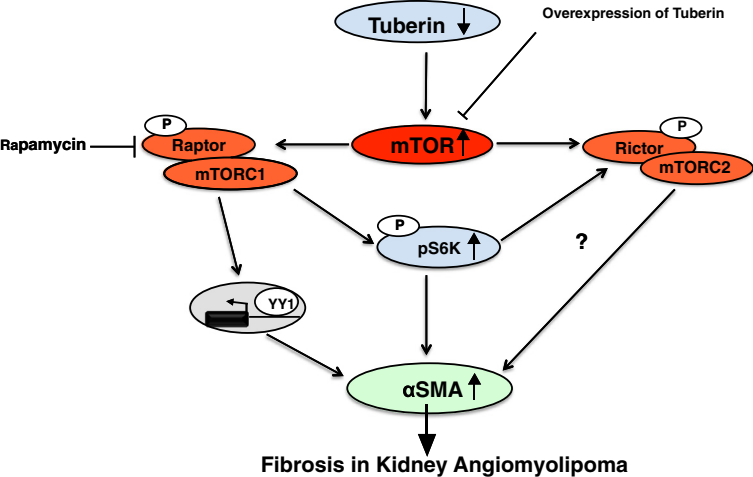 Overexpression of Tuberin
Tuberin
P
P
Rapamycin
Raptor
mTOR
Rictor
mTORC1
mTORC2
P
pS6K
?
YY1
αSMA
Fibrosis in Kidney Angiomyolipoma